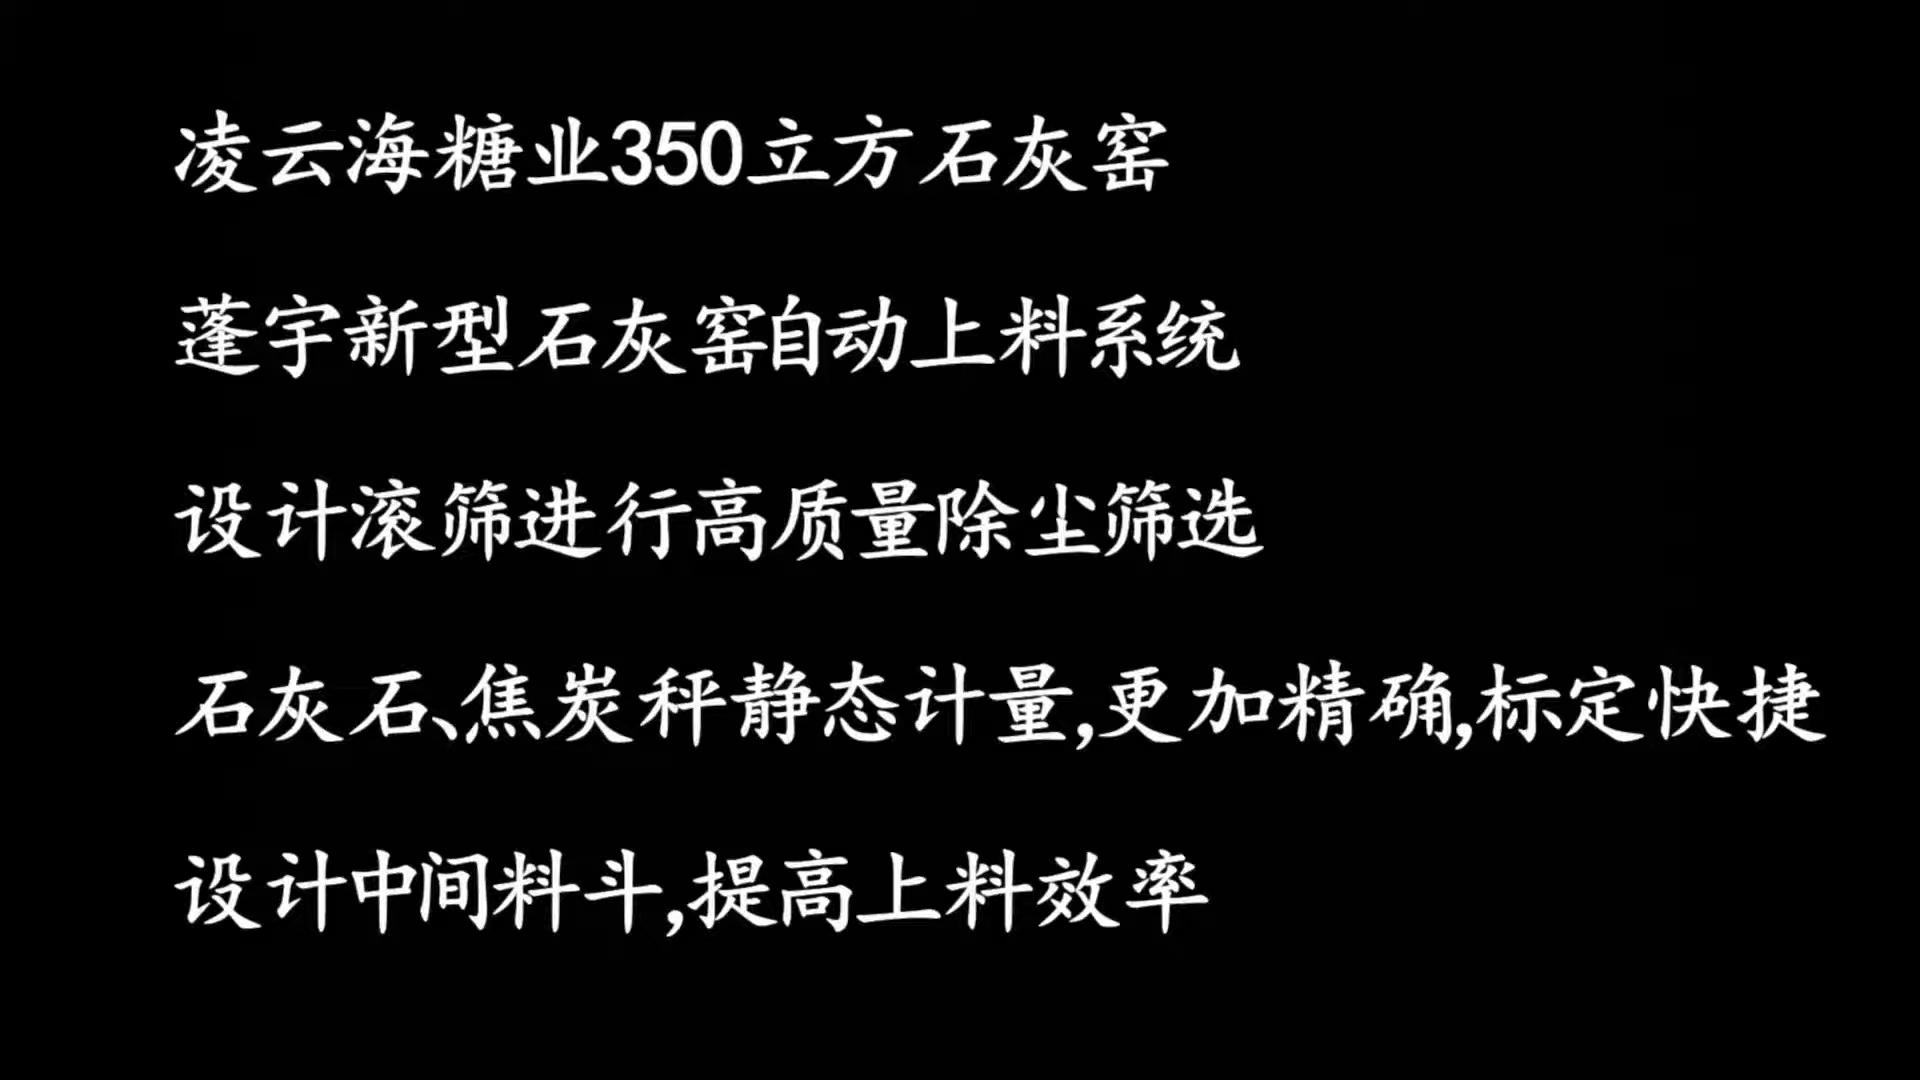 凌云海糖业350立方石灰窑
蓬宇新型石灰窑自动上料系统
设计滚筛进行高质量除尘筛选
石灰石、焦炭秤静态计量,更加精确,标定快捷
设计中间料斗,提高上料效率